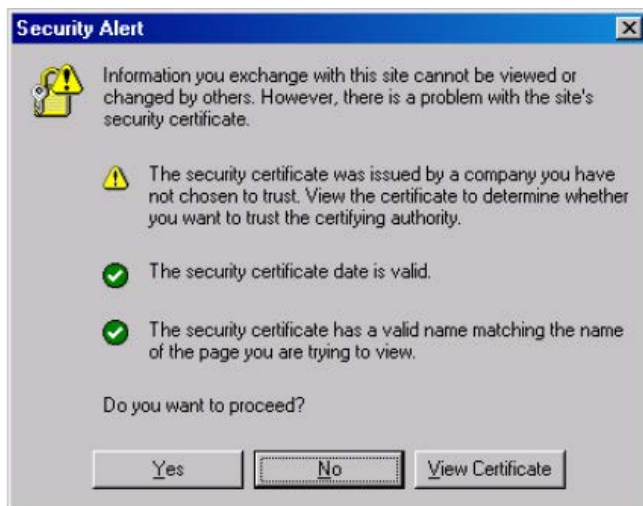 Security Alert
Information you exchange with this site cannot be viewed or
changed by others. However, there is a problem with the site's
security certificate.
The security certificate was issued by a company you have
not chosen to trust. View the certificate to determine whether
you want to trust the certifying authority.
The security certificate date is valid.
The security certificate has a valid name matching the name
of the page you are trying to view.
Do you want to proceed?
Yes
No
View Certificate